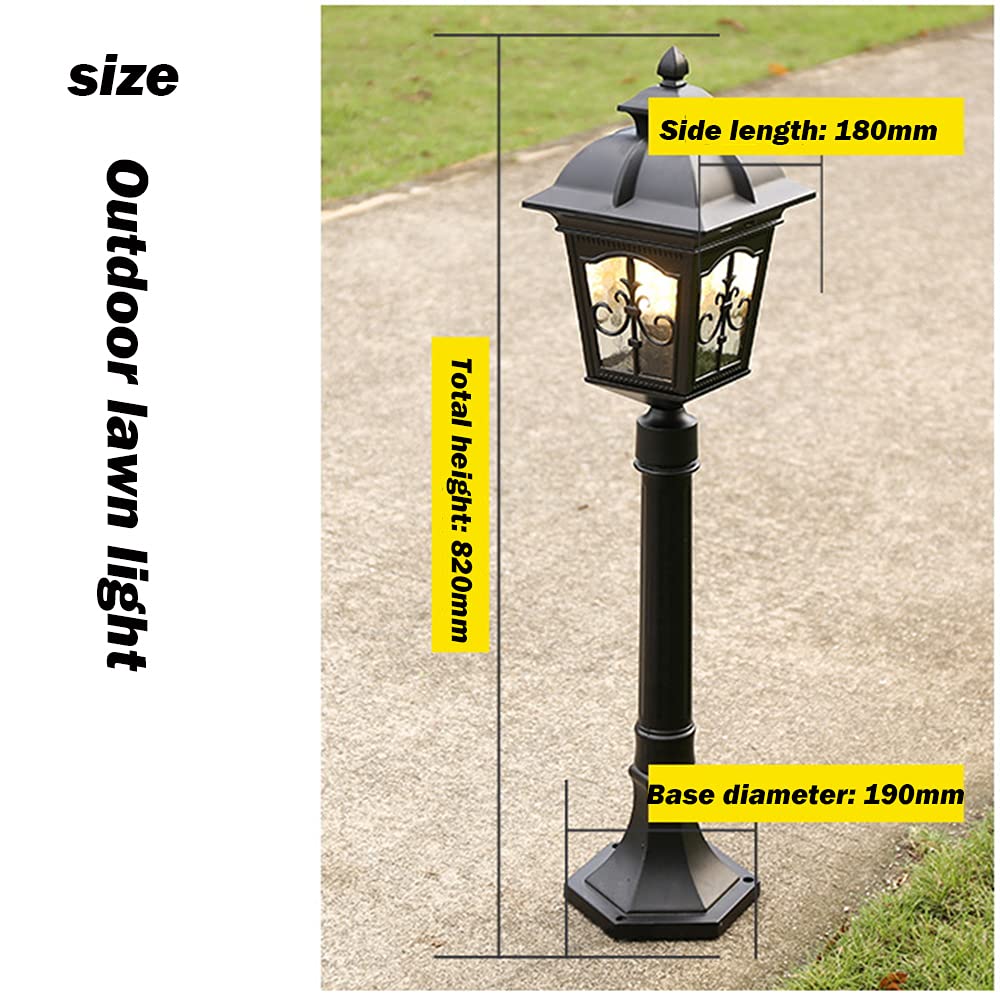 size
Outdoor lawn light
Side length: 180mm
Total height: 820mm
Base diameter: 190mm